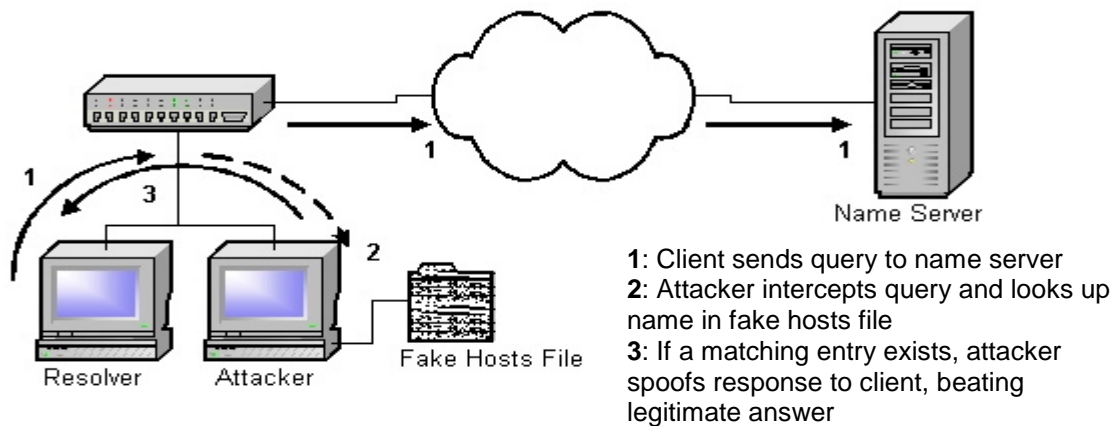 1
1
1
3
2
Name Server
Resolver
Attacker
Fake Hosts File
1: Client sends query to name server
2: Attacker intercepts query and looks up
name in fake hosts file
3: If a matching entry exists, attacker
spoofs response to client, beating
legitimate answer